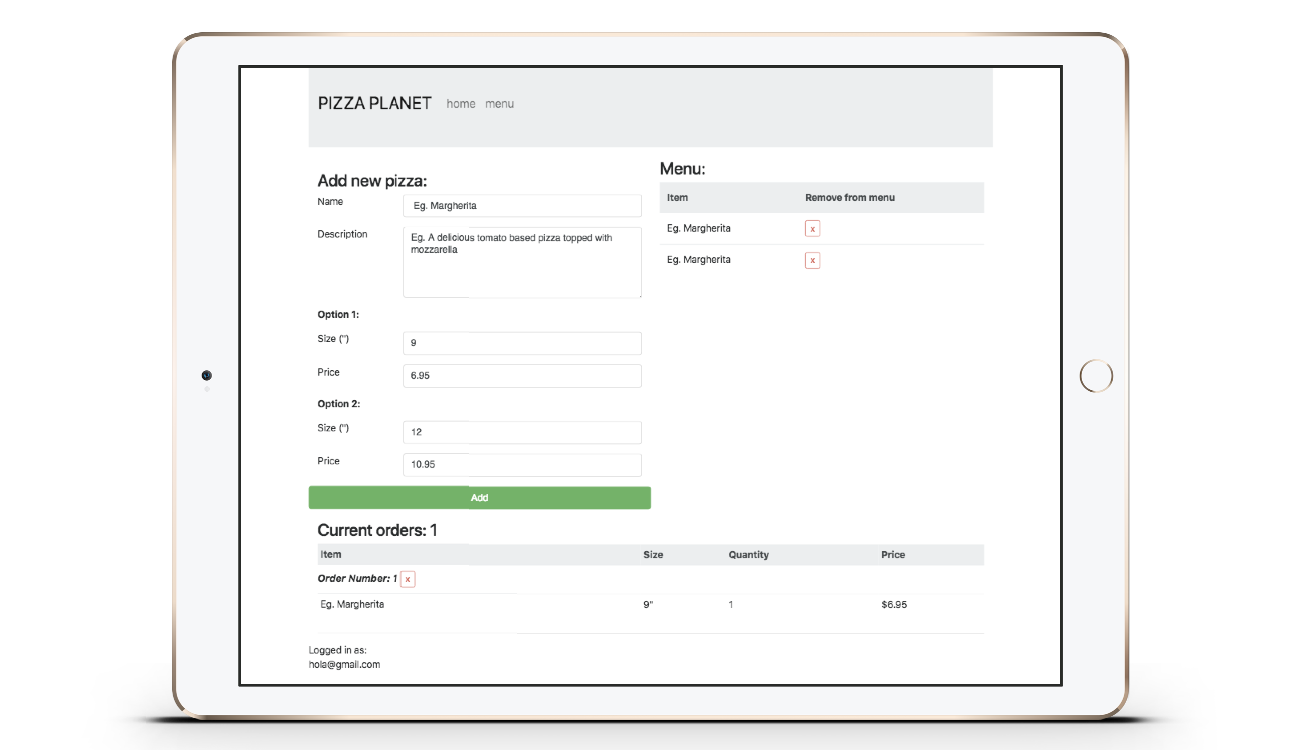 PIZZA PLANET home menu
Add new pizza:
Name
Eg. Margherita
Description
Eg. A delicious tomato based pizza topped with
mozzarella
Option 1:
Size (")
9
Price
6.95
Option 2:
Size (")
12
Price
10.95
Add
Menu:
Item Remove from menu
Eg. Margherita x
Eg. Margherita x
Current orders: 1
Item Size Quantity Price
Order Number: 1 x
Eg. Margherita 9" 1 $6.95
Logged in as:
hola@gmail.com